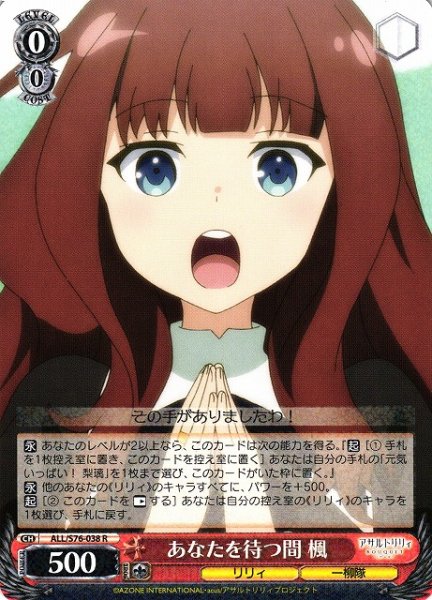 LEVEL
0
0
COST
その手がありましたわ!
永 あなたのレベルが2以上なら、このカードは次の能力を得る。『起 [① 手札
を1枚控え室に置き、このカードを控え室に置く] あなたは自分の手札の「元気
いっぱい! 梨璃」を1枚まで選び、このカードがいた枠に置く。』
永 他のあなたの《リリィ》のキャラすべてに、パワーを+500。
起 [② このカードを する] あなたは自分の控え室の《リリィ》のキャラ
を1枚選び、手札に戻す。
CH ALL/S76-038 R
POWER
500
あなたを待つ間 楓
アサルトリリィ
BOUQUET
リリィ
一柳隊
©AZONE INTERNATIONAL・acus/アサルトリリィプロジェクト